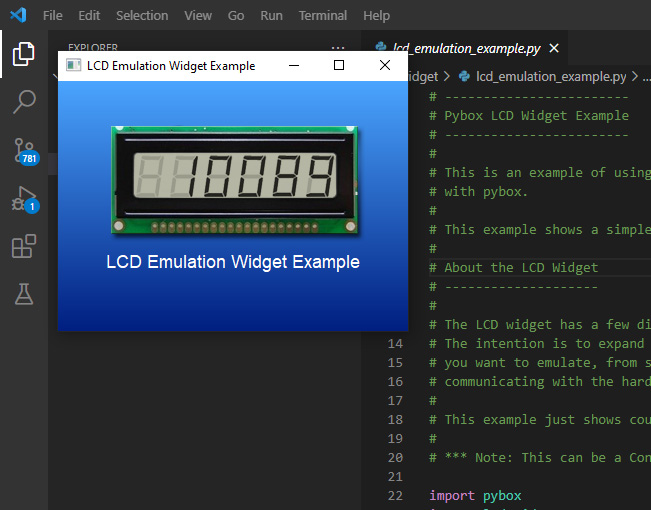 File Edit Selection View Go Run Terminal Help
EXPLORER
lcd_emulation_example.py
LCD Emulation Widget Example
10089
LCD Emulation Widget Example
781
1
idget > lcd_emulation_example.py > ...
# ------------------------
# Pybox LCD Widget Example
# ------------------------
#
# This is an example of using
# with pybox.
#
# This example shows a simple
#
# About the LCD Widget
# --------------------
#
# The LCD widget has a few di
14 # The intention is to expand
15 # you want to emulate, from s
16 # communicating with the hard
17 #
18 # This example just shows cou
19 #
20 # *** Note: This can be a Con
21
22 import pybox